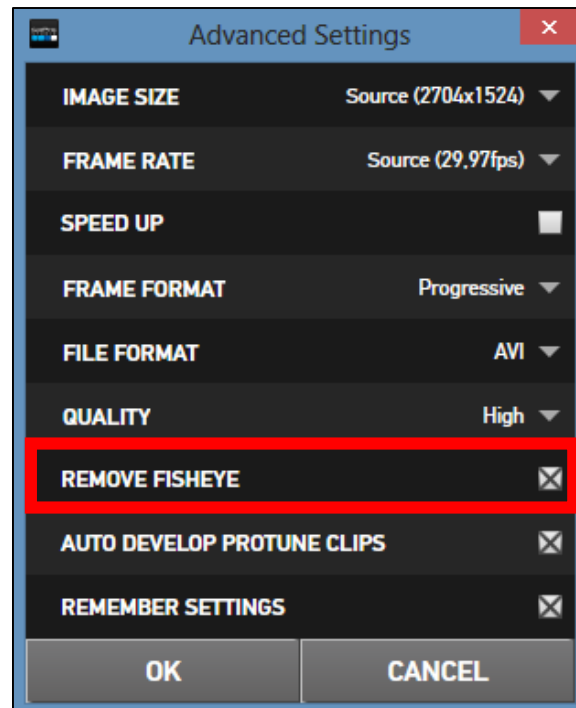 Advanced Settings
IMAGE SIZE Source (2704x1524)
FRAME RATE Source (29,97fps)
SPEED UP
FRAME FORMAT Progressive
FILE FORMAT AVI
QUALITY High
REMOVE FISHEYE
AUTO DEVELOP PROTUNE CLIPS
REMEMBER SETTINGS
OK CANCEL